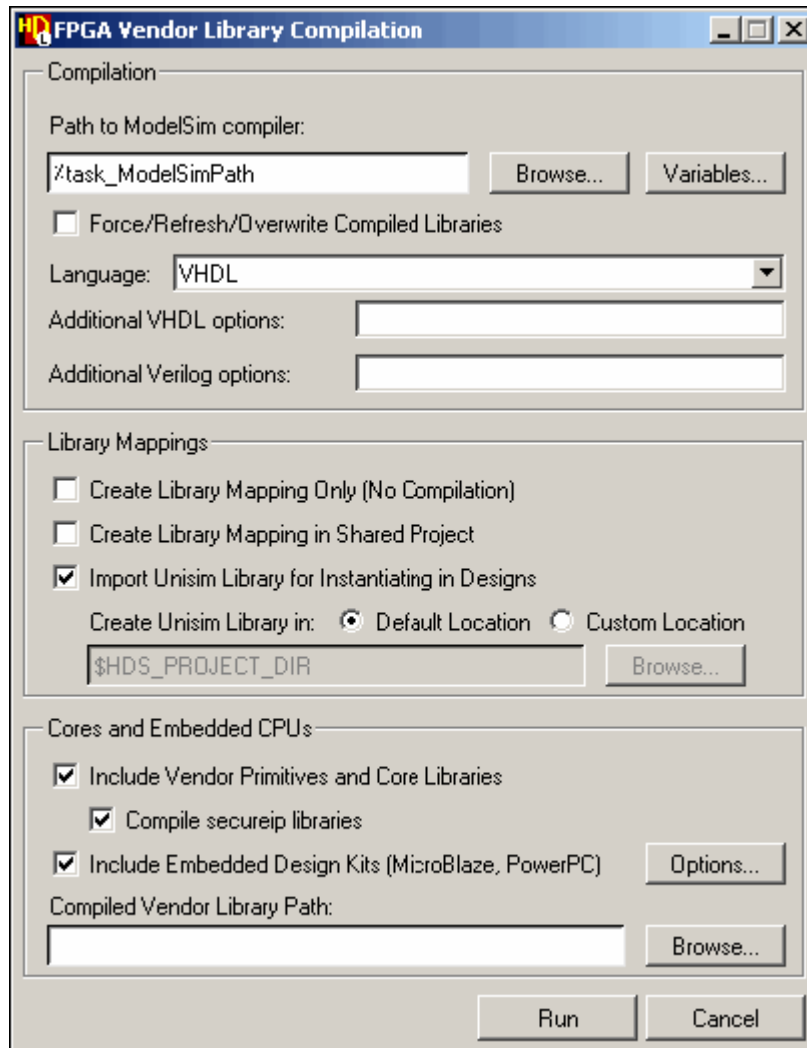 HDL FPGA Vendor Library Compilation
Compilation
Path to ModelSim compiler:
%task_ModelSimPath Browse... Variables...
Force/Refresh/Overwrite Compiled Libraries
Language: VHDL
Additional VHDL options:
Additional Verilog options:
Library Mappings
Create Library Mapping Only (No Compilation)
Create Library Mapping in Shared Project
Import Unisim Library for Instantiating in Designs
Create Unisim Library in: Default Location Custom Location
$HDS_PROJECT_DIR Browse...
Cores and Embedded CPUs
Include Vendor Primitives and Core Libraries
Compile secureip libraries
Include Embedded Design Kits (MicroBlaze, PowerPC) Options...
Compiled Vendor Library Path:
Browse...
Run Cancel